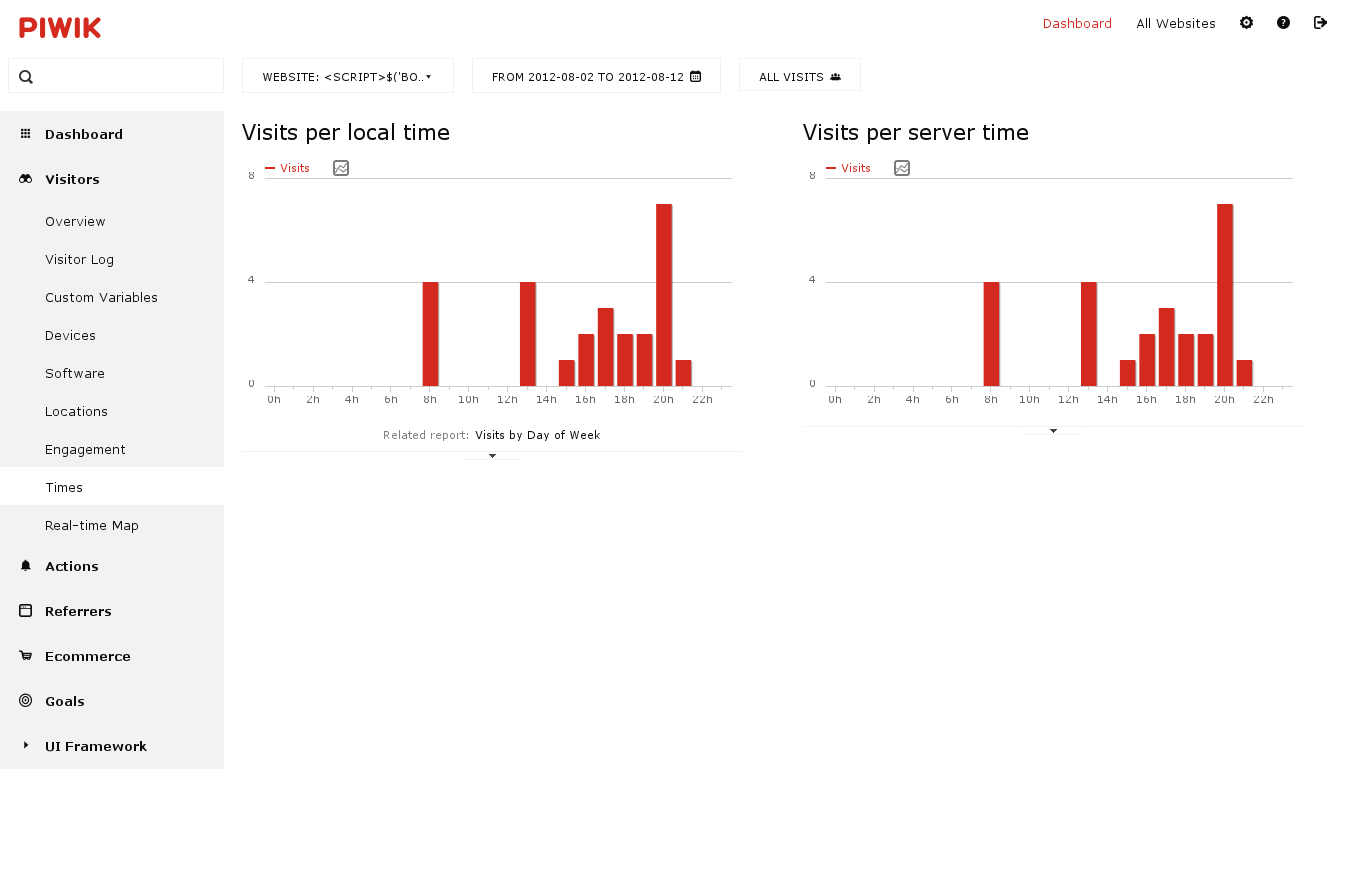 PIWIK
Dashboard All Websites
WEBSITE: <SCRIPT>$('BO..
FROM 2012-08-02 TO 2012-08-12
ALL VISITS
Dashboard
Visitors
Overview
Visitor Log
Custom Variables
Devices
Software
Locations
Engagement
Times
Real-time Map
Actions
Referrers
Ecommerce
Goals
UI Framework
Visits per local time
Visits
8
4
0
0h 2h 4h 6h 8h 10h 12h 14h 16h 18h 20h 22h
Related report: Visits by Day of Week
Visits per server time
Visits
8
4
0
0h 2h 4h 6h 8h 10h 12h 14h 16h 18h 20h 22h